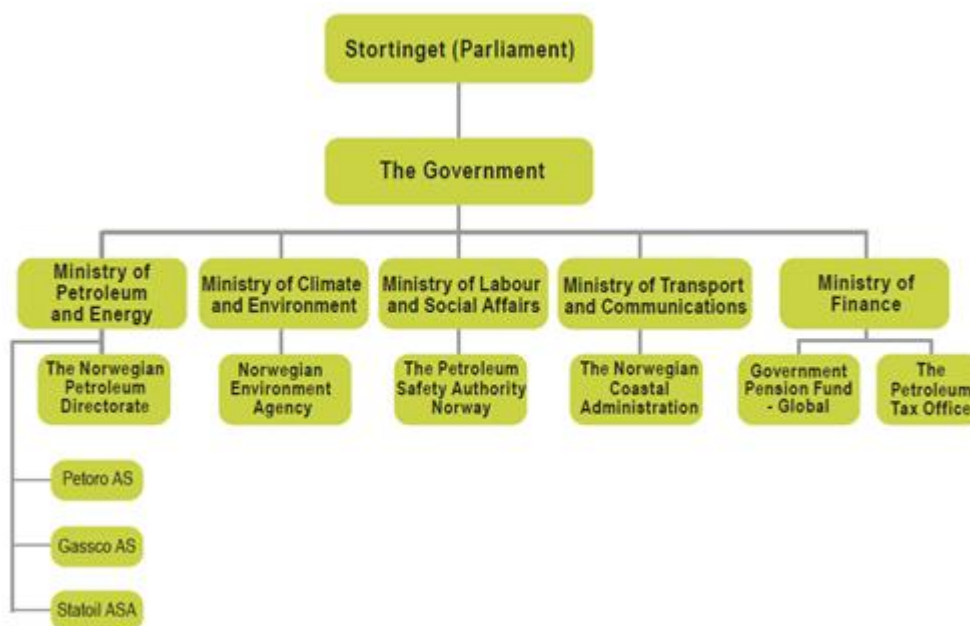 Stortinget (Parliament)
The Government
Ministry of
Petroleum
and Energy
Ministry of Climate
and Environment
Ministry of Labour
and Social Affairs
Ministry of Transport
and Communications
Ministry of
Finance
The Norwegian
Petroleum
Directorate
Norwegian
Environment
Agency
The Petroleum
Safety Authority
Norway
The Norwegian
Coastal
Administration
Government
Pension Fund
- Global
The
Petroleum
Tax Office
Petoro AS
Gassco AS
Statoil ASA